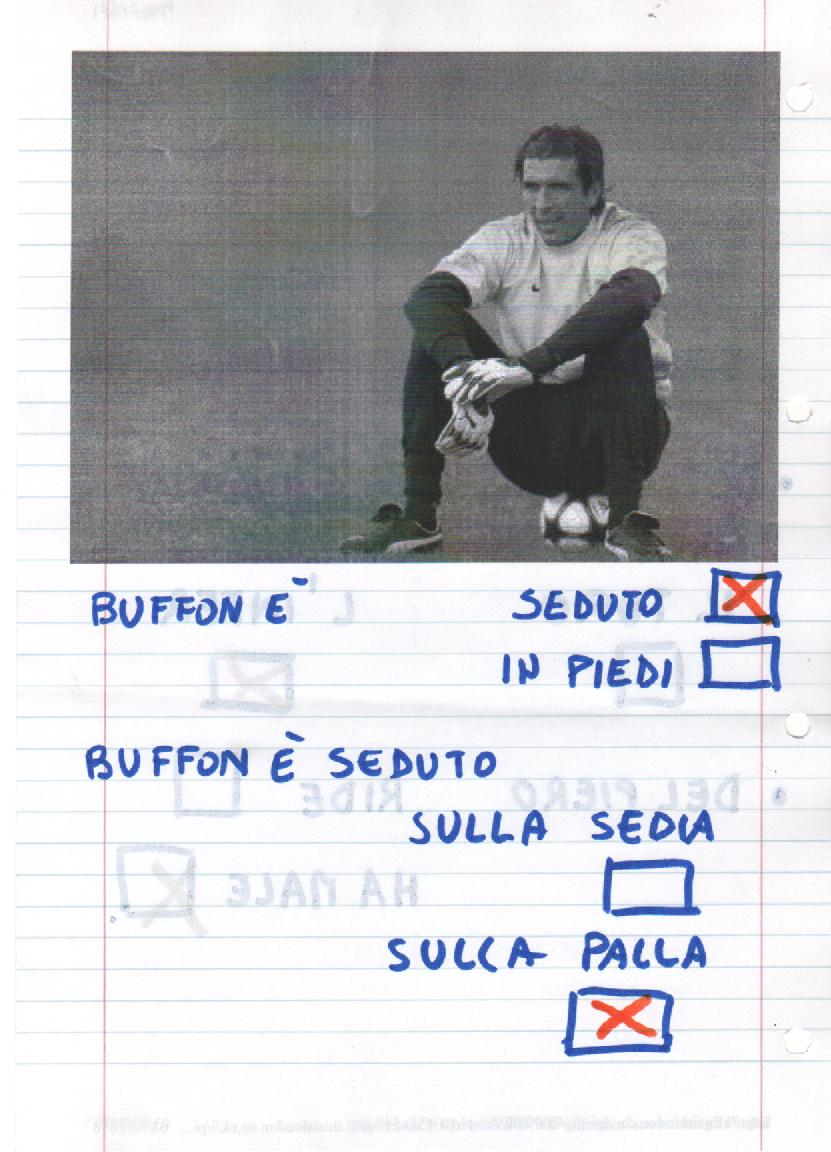 BUFFON È SEDUTO
IN PIEDI
BUFFON È SEDUTO
SULLA SEDIA
SULLA PALLA